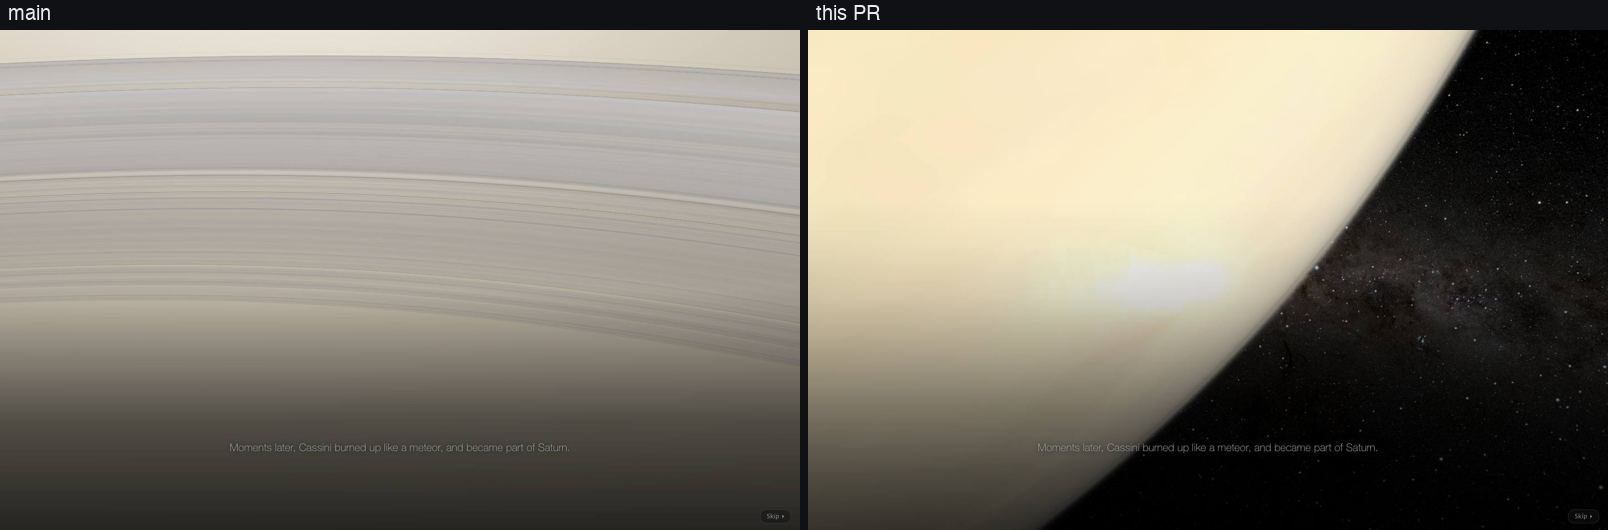 main
this PR
Moments later, Cassini burned up like a meteor, and became part of Saturn.
Moments later, Cassini burned up like a meteor, and became part of Saturn.
Skip ▸
Skip ▸